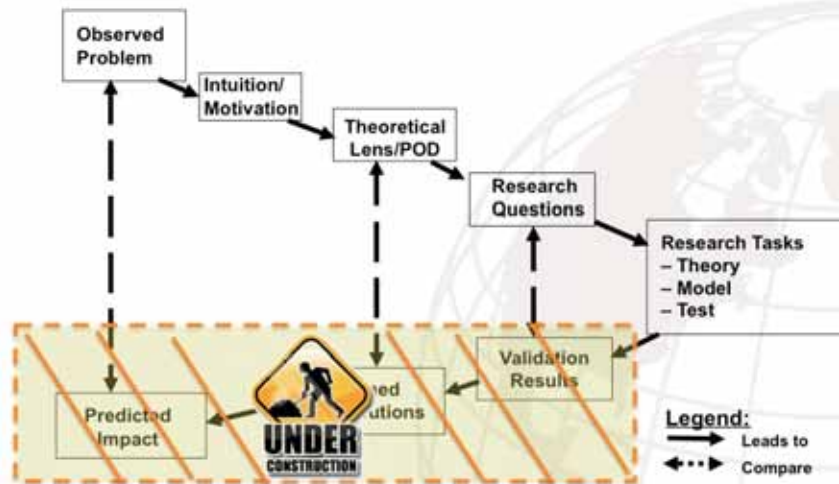 Observed
Problem
Intuition/
Motivation
Theoretical
Lens/POD
Research
Questions
Research Tasks
– Theory
– Model
– Test
Validation
Results
Predicted
Impact
UNDER
CONSTRUCTION
Legend:
Leads to
Compare